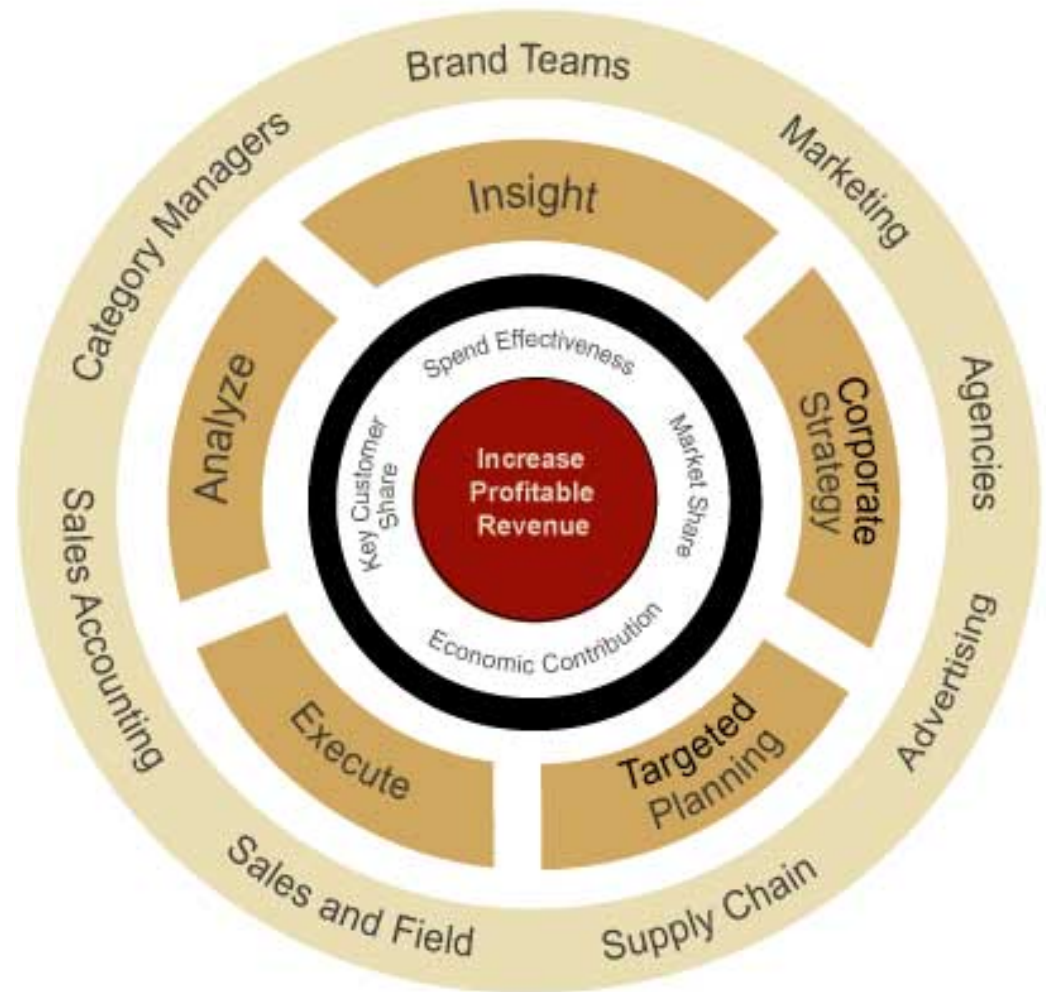 Brand Teams
Marketing
Agencies
Advertising
Supply Chain
Sales and Field
Sales Accounting
Category Managers
Insight
Corporate
Strategy
Targeted
Planning
Execute
Analyze
Spend Effectiveness
Market Share
Economic Contribution
Key Customer
Share
Increase
Profitable
Revenue